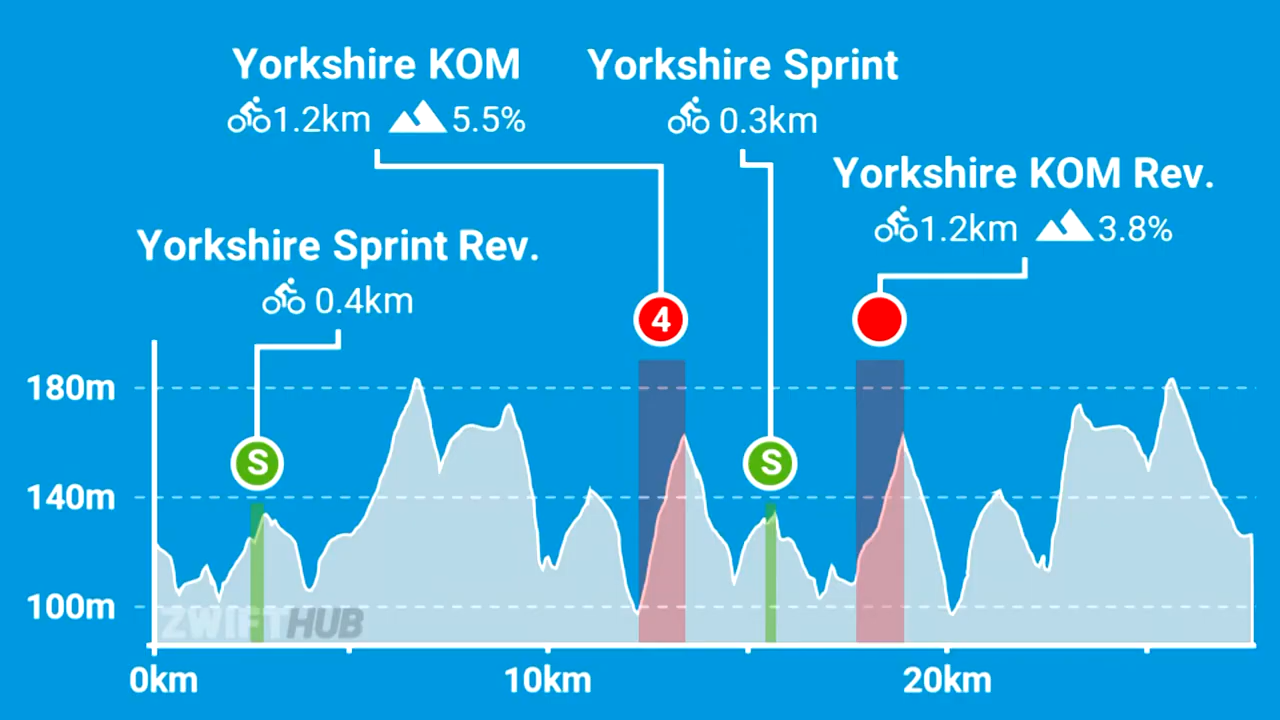 Yorkshire KOM
1.2km 5.5%
Yorkshire Sprint
0.3km
Yorkshire KOM Rev.
1.2km 3.8%
Yorkshire Sprint Rev.
0.4km
4
180m
S
S
140m
100m
ZWIFTHUB
0km
10km
20km